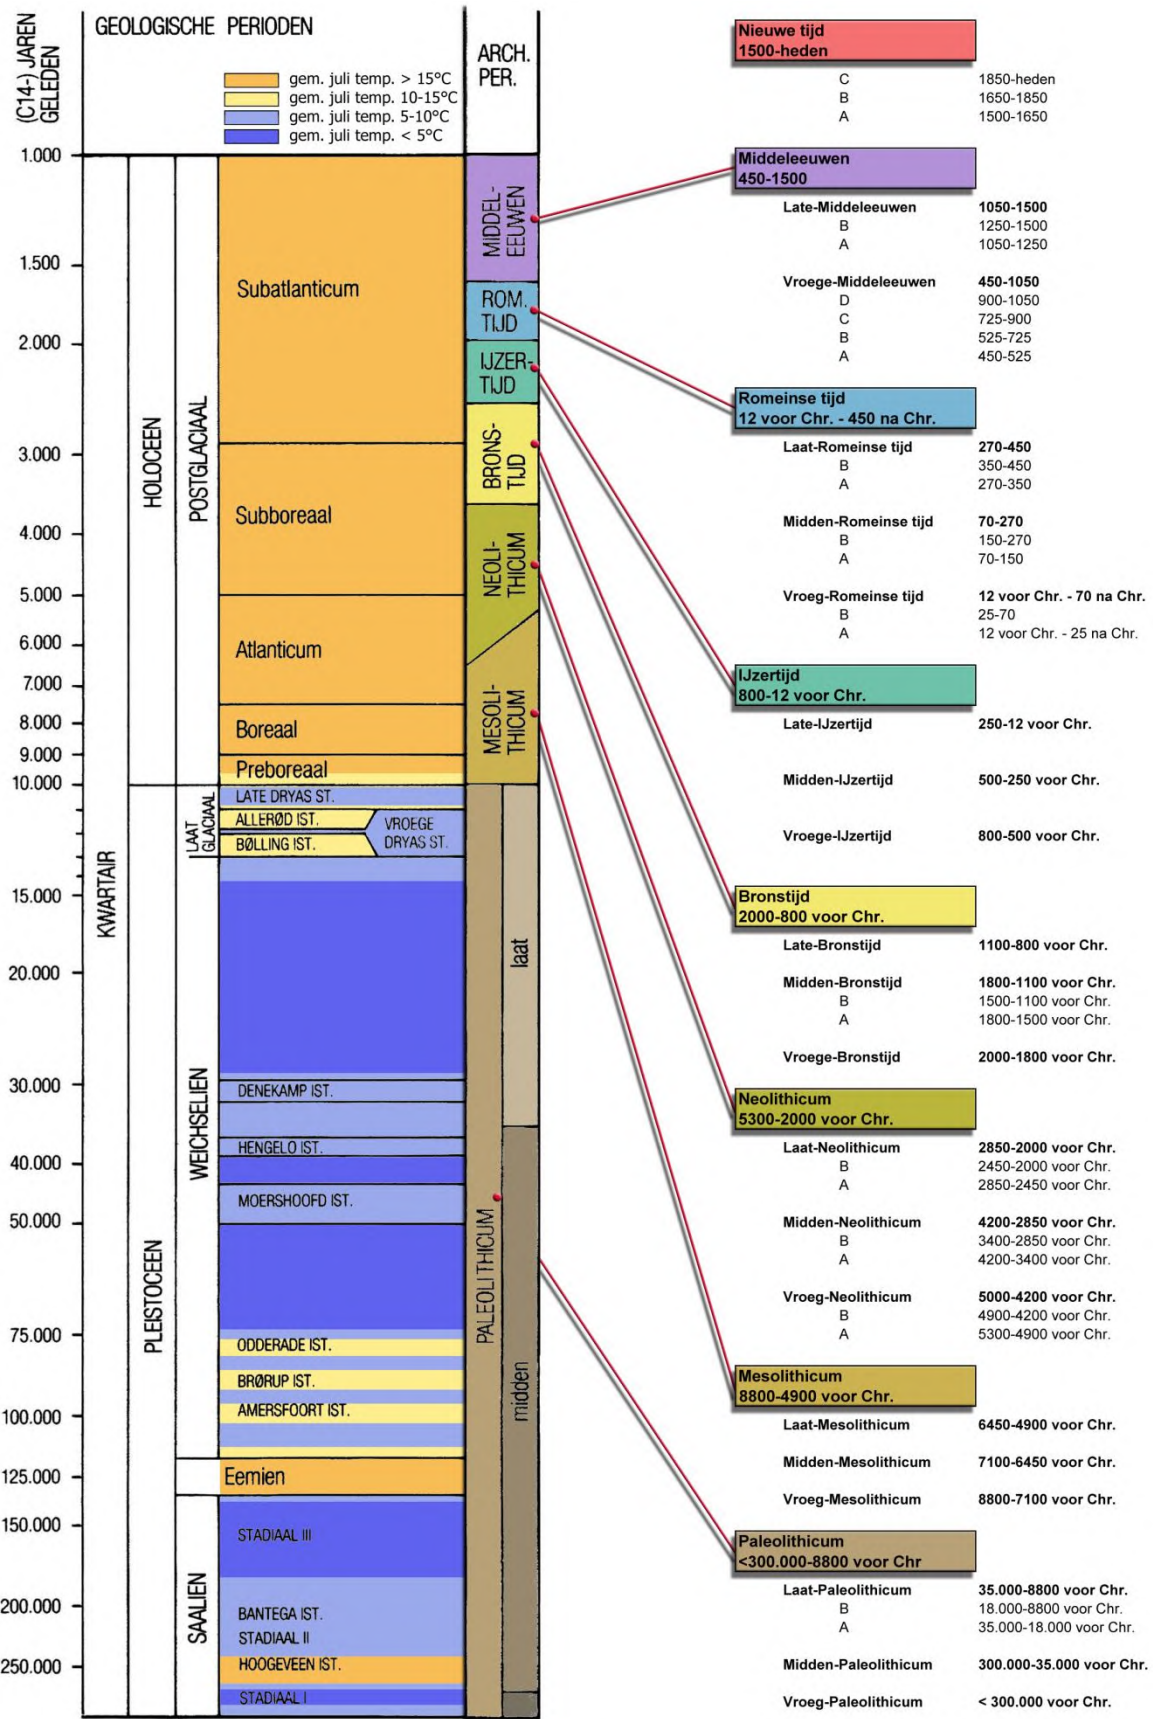 (C14-) JAREN
GELEDEN
GEOLOGISCHE PERIODEN
gem. juli temp. > 15°C
gem. juli temp. 10-15°C
gem. juli temp. 5-10°C
gem. juli temp. < 5°C
ARCH.
PER.
1.000
1.500
2.000
3.000
4.000
5.000
6.000
7.000
8.000
9.000
10.000
15.000
20.000
30.000
40.000
50.000
75.000
100.000
125.000
150.000
200.000
250.000
KWARTAIR
HOLOCEEN
PLEISTOCEEN
POSTGLACIAAL
LAAT
GLACIAAL
WEICHSELIEN
SAALIEN
Subatlanticum
Subboreaal
Atlanticum
Boreaal
Preboreaal
LATE DRYAS ST.
ALLERØD IST.
VROEGE
DRYAS ST.
BØLLING IST.
DENEKAMP IST.
HENGELO IST.
MOERSHOOFD IST.
ODDERADE IST.
BRØRUP IST.
AMERSFOORT IST.
Eemien
STADIAAL III
BANTEGA IST.
STADIAAL II
HOOGEVEEN IST.
STADIAAL I
MIDDEL-
EEUWEN
ROM.
TIJD
IJZER-
TIJD
BRONS-
TIJD
NEOLI-
THICUM
MESOLI-
THICUM
PALEOLITHICUM
laat
midden
Nieuwe tijd
1500-heden
C 1850-heden
B 1650-1850
A 1500-1650
Middeleeuwen
450-1500
Late-Middeleeuwen 1050-1500
B 1250-1500
A 1050-1250
Vroege-Middeleeuwen 450-1050
D 900-1050
C 725-900
B 525-725
A 450-525
Romeinse tijd
12 voor Chr. - 450 na Chr.
Laat-Romeinse tijd 270-450
B 350-450
A 270-350
Midden-Romeinse tijd 70-270
B 150-270
A 70-150
Vroeg-Romeinse tijd 12 voor Chr. - 70 na Chr.
B 25-70
A 12 voor Chr. - 25 na Chr.
IJzertijd
800-12 voor Chr.
Late-IJzertijd 250-12 voor Chr.
Midden-IJzertijd 500-250 voor Chr.
Vroege-IJzertijd 800-500 voor Chr.
Bronstijd
2000-800 voor Chr.
Late-Bronstijd 1100-800 voor Chr.
Midden-Bronstijd 1800-1100 voor Chr.
B 1500-1100 voor Chr.
A 1800-1500 voor Chr.
Vroege-Bronstijd 2000-1800 voor Chr.
Neolithicum
5300-2000 voor Chr.
Laat-Neolithicum 2850-2000 voor Chr.
B 2450-2000 voor Chr.
A 2850-2450 voor Chr.
Midden-Neolithicum 4200-2850 voor Chr.
B 3400-2850 voor Chr.
A 4200-3400 voor Chr.
Vroeg-Neolithicum 5000-4200 voor Chr.
B 4900-4200 voor Chr.
A 5300-4900 voor Chr.
Mesolithicum
8800-4900 voor Chr.
Laat-Mesolithicum 6450-4900 voor Chr.
Midden-Mesolithicum 7100-6450 voor Chr.
Vroeg-Mesolithicum 8800-7100 voor Chr.
Paleolithicum
<300.000-8800 voor Chr
Laat-Paleolithicum 35.000-8800 voor Chr.
B 18.000-8800 voor Chr.
A 35.000-18.000 voor Chr.
Midden-Paleolithicum 300.000-35.000 voor Chr.
Vroeg-Paleolithicum < 300.000 voor Chr.